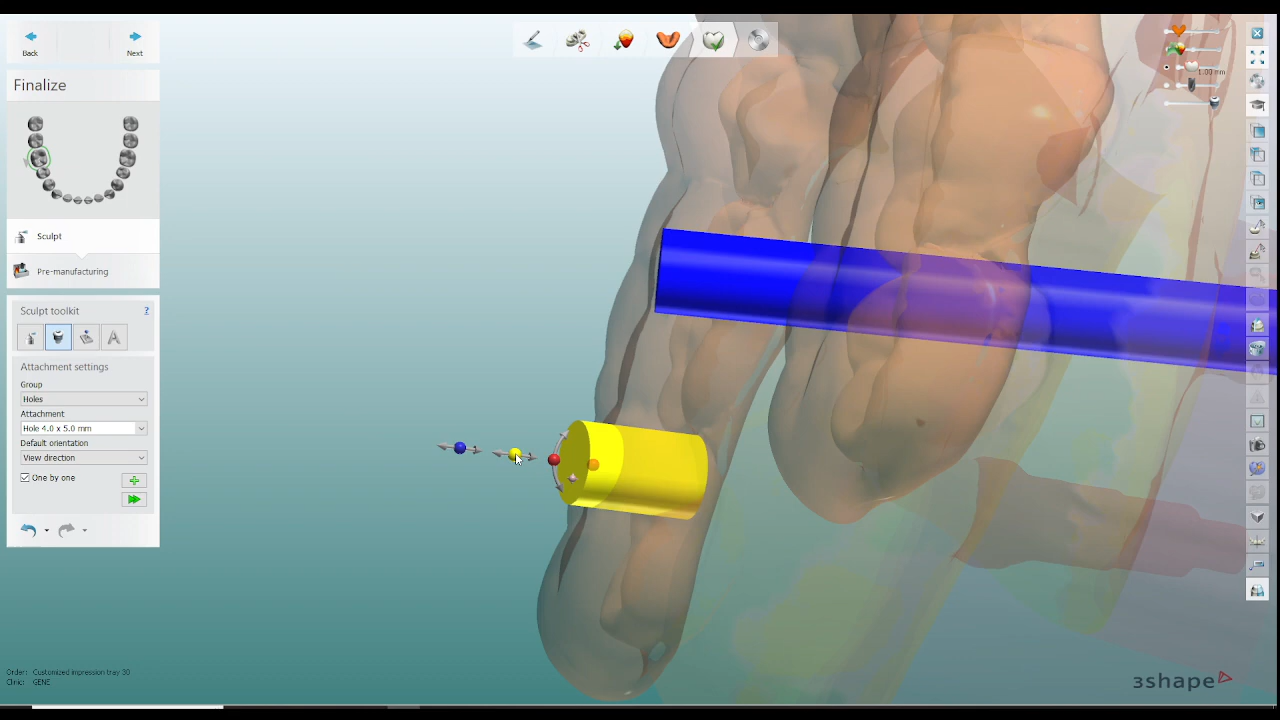 Back
Next
Finalize
1.00 mm
Sculpt
Pre-manufacturing
Sculpt toolkit
?
Attachment settings
Group
Holes
Attachment
Hole 4.0 x 5.0 mm
Default orientation
View direction
One by one
Order: Customized impression tray 30
Clinic: GENE
3shape